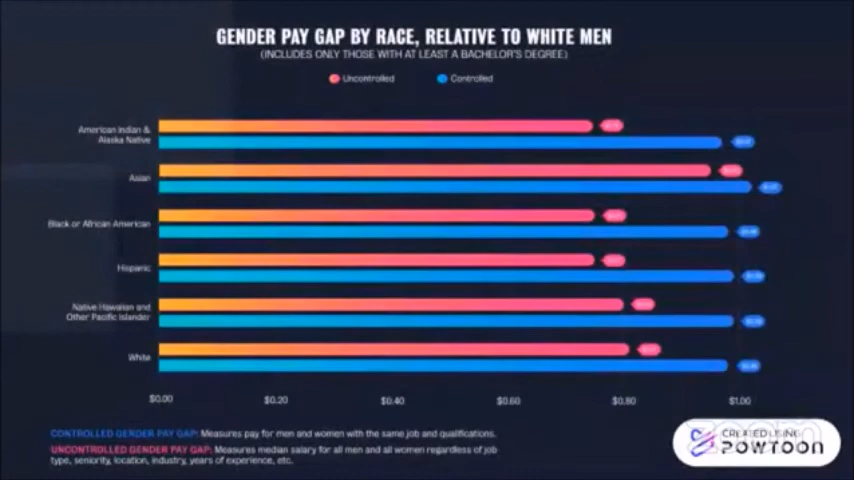 GENDER PAY GAP BY RACE, RELATIVE TO WHITE MEN
(INCLUDES ONLY THOSE WITH AT LEAST A BACHELOR'S DEGREE)
Uncontrolled Controlled
American Indian &
Alaska Native
Asian
Black or African American
Hispanic
Native Hawaiian and
Other Pacific Islander
White
$0.00 $0.20 $0.40 $0.60 $0.80 $1.00
CONTROLLED GENDER PAY GAP: Measures pay for men and women with the same job and qualifications.
UNCONTROLLED GENDER PAY GAP: Measures median salary for all men and all women regardless of job
type, seniority, location, industry, years of experience, etc.
CREATED USING
POWTOON
zoom